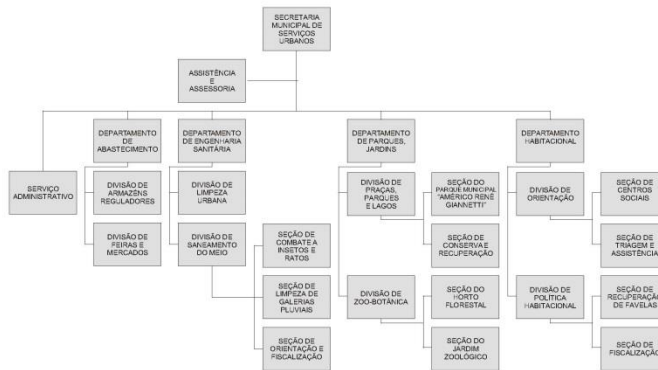 SECRETARIA
MUNICIPAL DE
SERVIÇOS
URBANOS
ASSISTÊNCIA
E
ASSESSORIA
DEPARTAMENTO
DE
ABASTECIMENTO
DEPARTAMENTO
DE ENGENHARIA
SANITÁRIA
DEPARTAMENTO
DE PARQUES,
JARDINS
DEPARTAMENTO
HABITACIONAL
SERVIÇO
ADMINISTRATIVO
DIVISÃO DE
ARMAZÉNS
REGULADORES
DIVISÃO DE
LIMPEZA
URBANA
DIVISÃO DE
PRAÇAS,
PARQUES
E LAGOS
SEÇÃO DO
PARQUE MUNICIPAL
"AMÉRICO RENÊ
GIANNETTI"
DIVISÃO DE
ORIENTAÇÃO
SEÇÃO DE
CENTROS
SOCIAIS
DIVISÃO DE
FEIRAS E
MERCADOS
DIVISÃO DE
SANEAMENTO
DO MEIO
SEÇÃO DE
COMBATE A
INSETOS E
RATOS
SEÇÃO DE
CONSERVA E
RECUPERAÇÃO
SEÇÃO DE
TRIAGEM E
ASSISTÊNCIA
SEÇÃO DE
LIMPEZA DE
GALERIAS
PLUVIAIS
DIVISÃO DE
ZOO-BOTÂNICA
SEÇÃO DO
HORTO
FLORESTAL
DIVISÃO DE
POLÍTICA
HABITACIONAL
SEÇÃO DE
RECUPERAÇÃO
DE FAVELAS
SEÇÃO DE
ORIENTAÇÃO E
FISCALIZAÇÃO
SEÇÃO DO
JARDIM
ZOOLÓGICO
SEÇÃO DE
FISCALIZAÇÃO